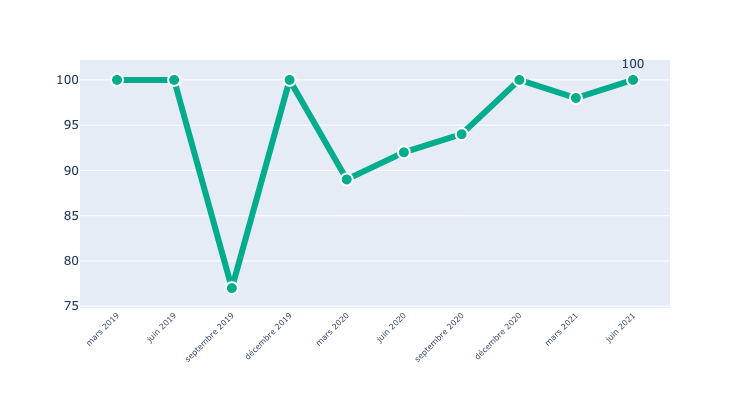 100
100
95
90
85
80
75
mars 2019
juin 2019
septembre 2019
décembre 2019
mars 2020
juin 2020
septembre 2020
décembre 2020
mars 2021
juin 2021